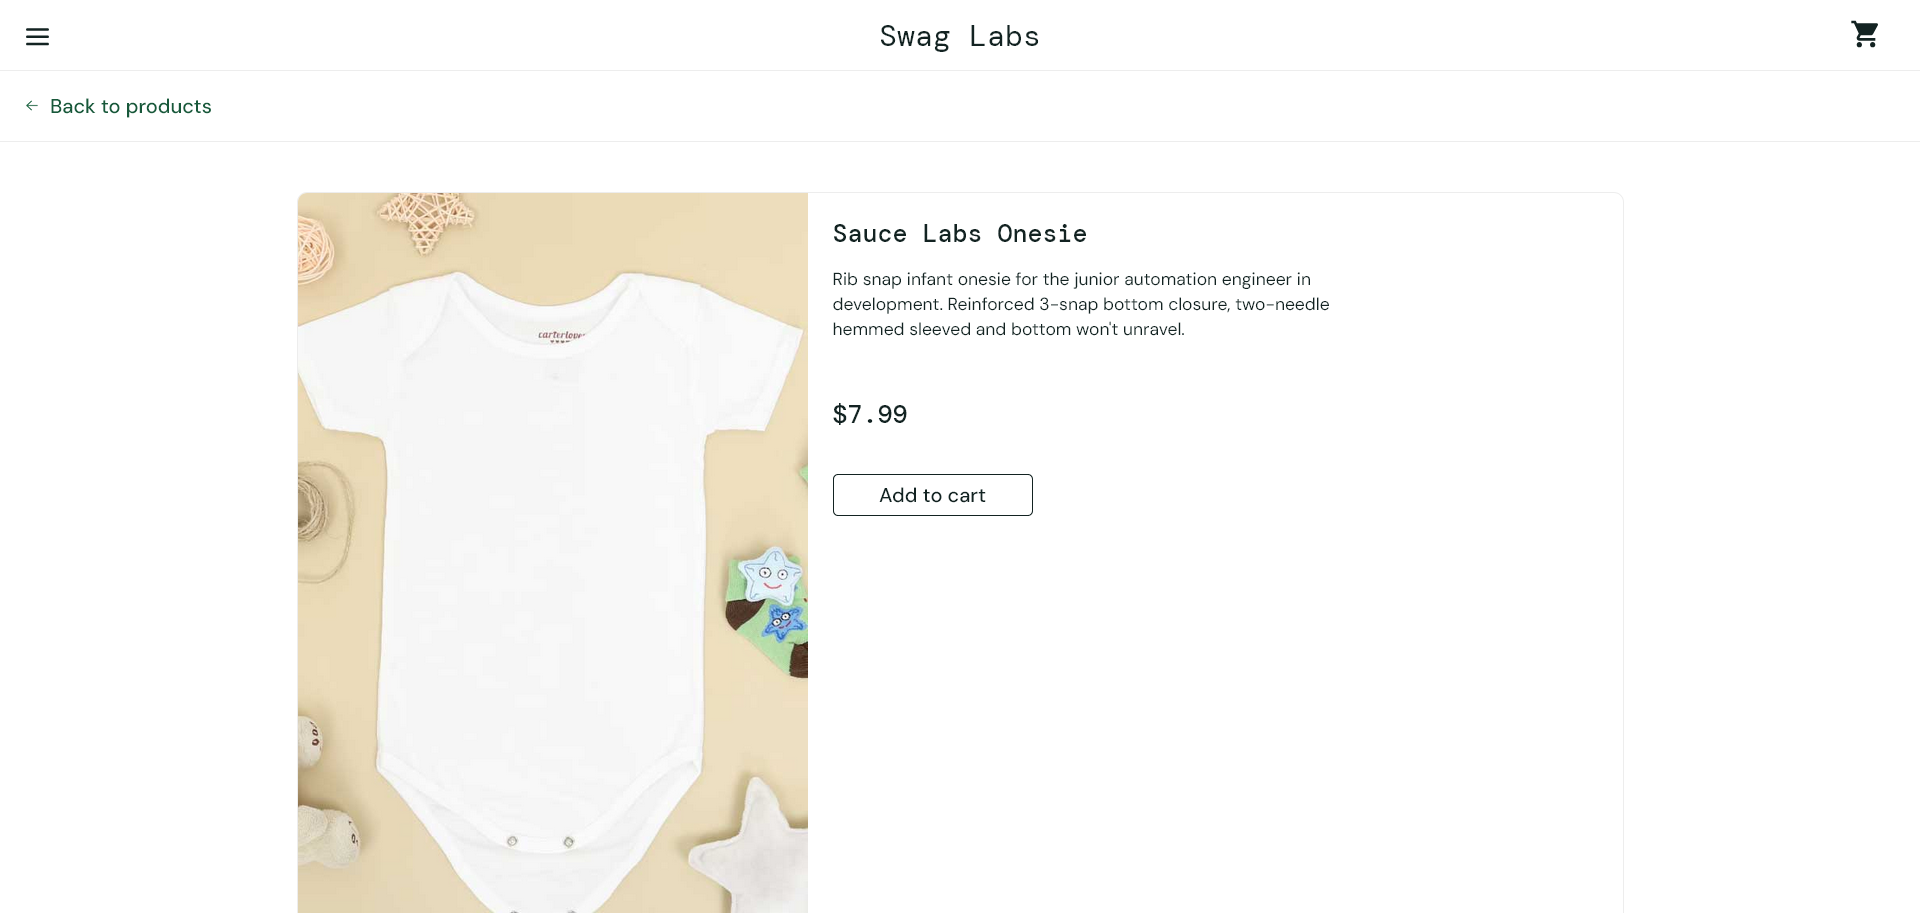 Swag Labs
Back to products
Sauce Labs Onesie
Rib snap infant onesie for the junior automation engineer in
development. Reinforced 3-snap bottom closure, two-needle
hemmed sleeved and bottom won't unravel.
$7.99
Add to cart